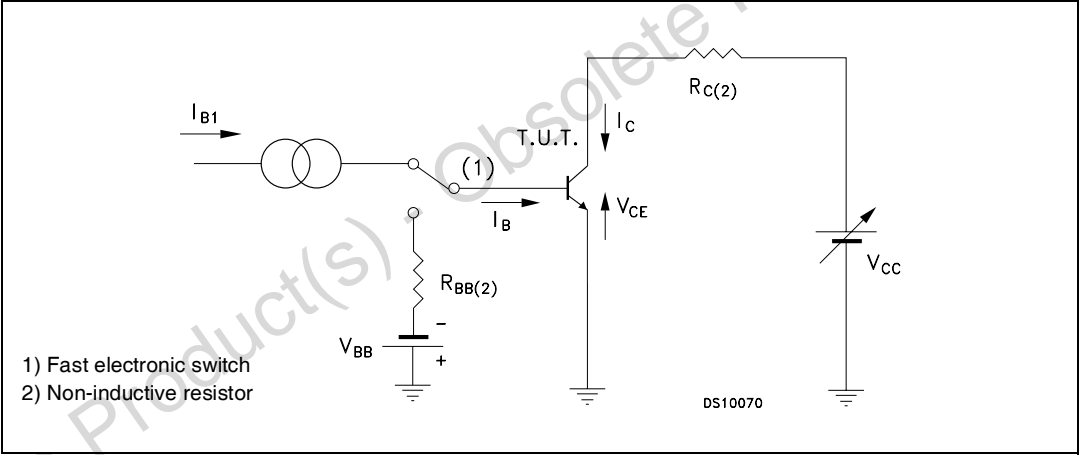 Product(s) - Obsolete
I_B1
T.U.T.
I_C
R_C(2)
(1)
I_B
V_CE
V_CC
R_BB(2)
V_BB
-
+
1) Fast electronic switch
2) Non-inductive resistor
DS10070